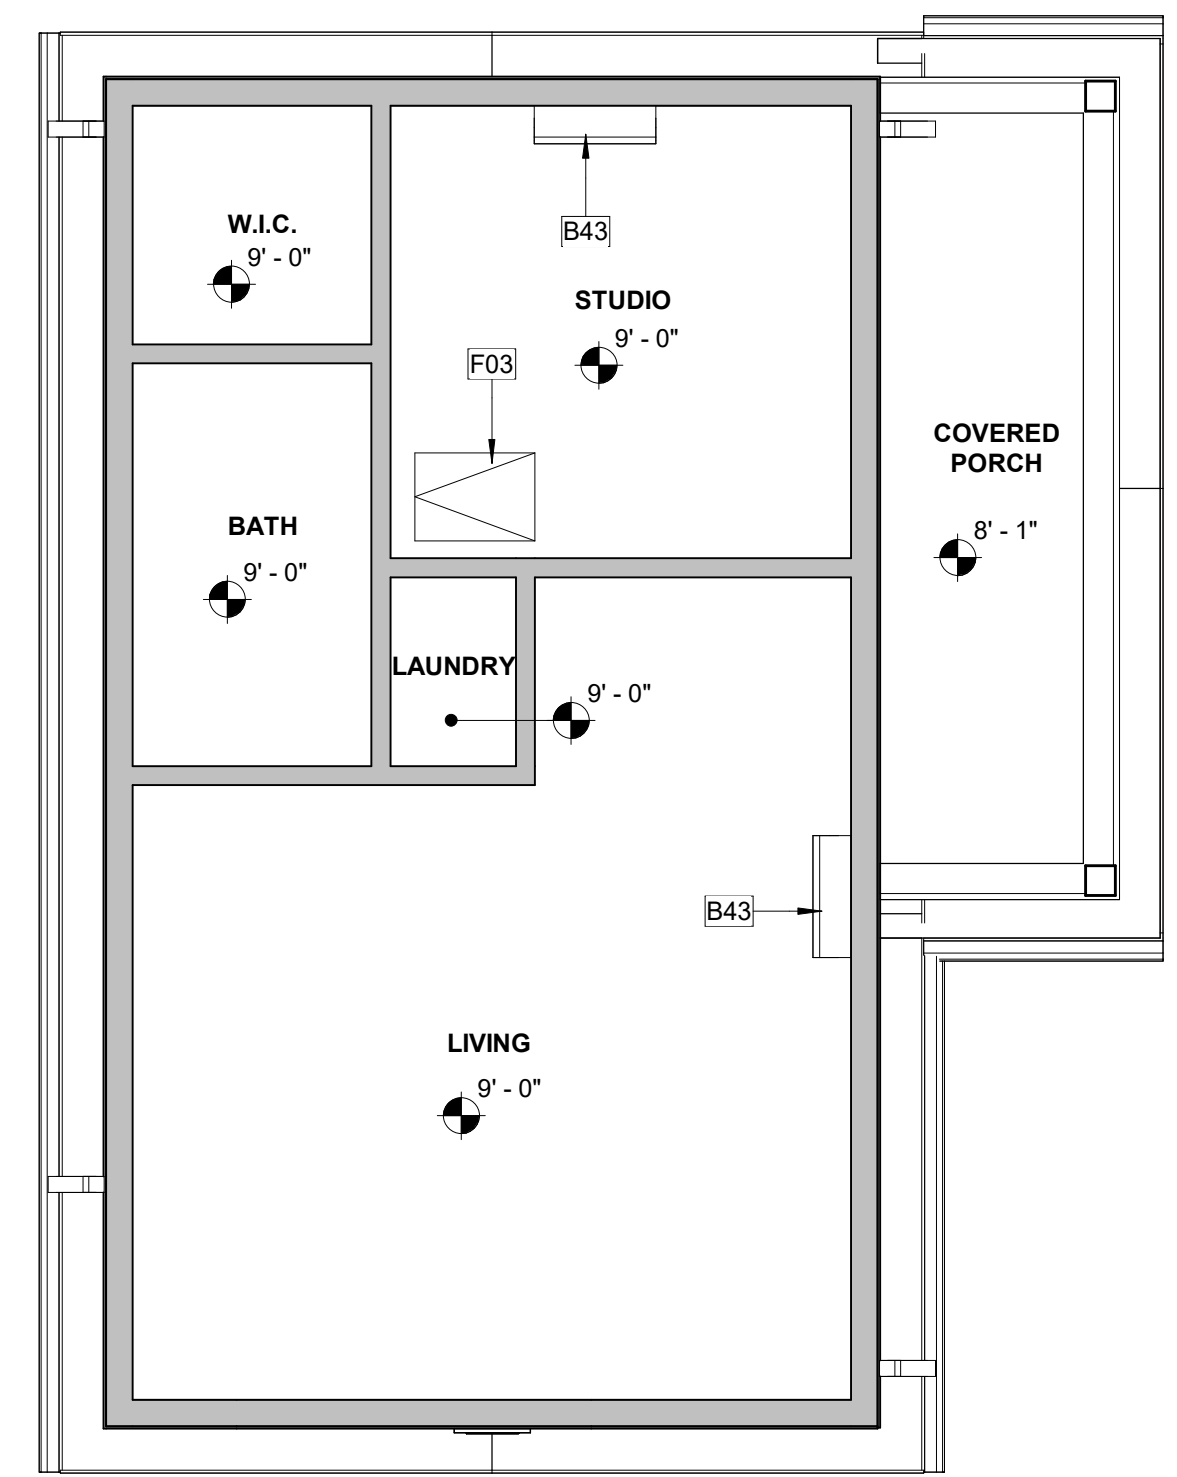 W.I.C.
9' - 0"
B43
STUDIO
9' - 0"
F03
COVERED
PORCH
8' - 1"
BATH
9' - 0"
LAUNDRY
9' - 0"
B43
LIVING
9' - 0"